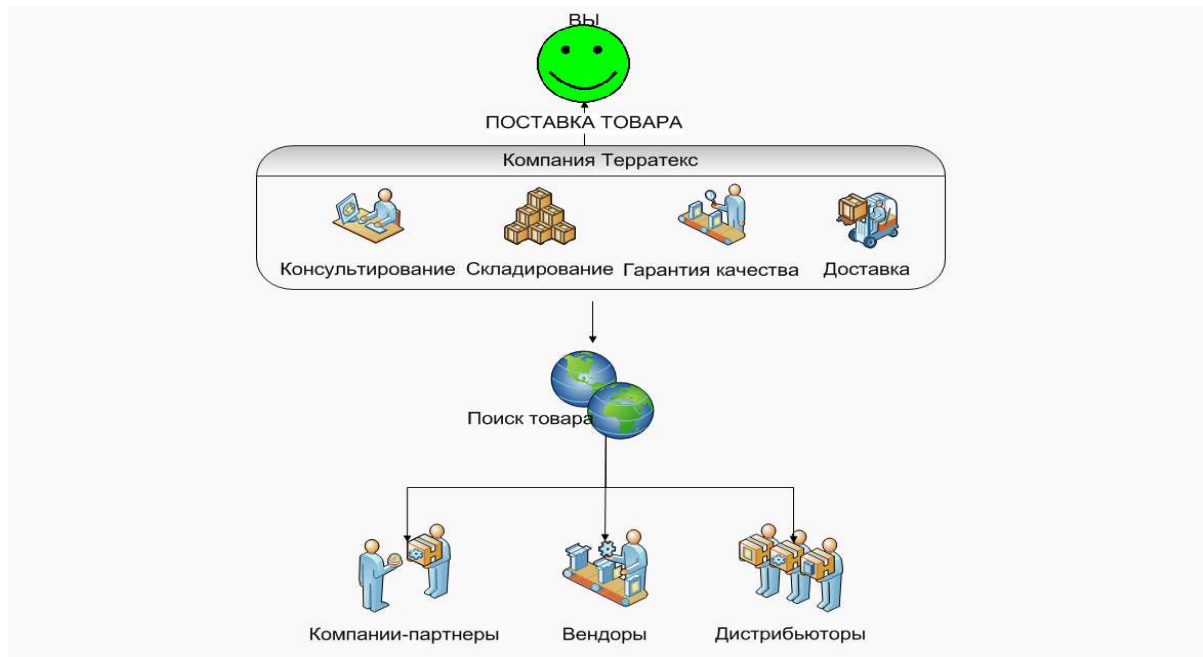 ВЫ
ПОСТАВКА ТОВАРА
Компания Терратекс
Консультирование Складирование Гарантия качества Доставка
Поиск товара
Компании-партнеры Вендоры Дистрибьюторы